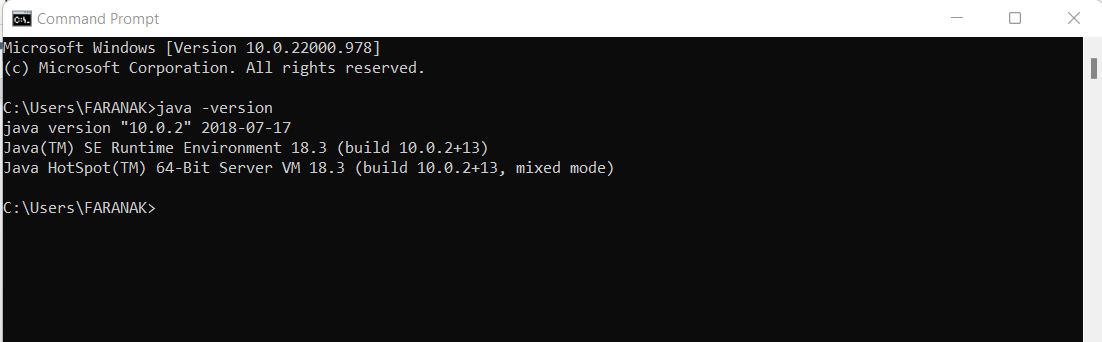 Command Prompt
Microsoft Windows [Version 10.0.22000.978]
(c) Microsoft Corporation. All rights reserved.
C:\Users\FARANAK>java -version
java version "10.0.2" 2018-07-17
Java(TM) SE Runtime Environment 18.3 (build 10.0.2+13)
Java HotSpot(TM) 64-Bit Server VM 18.3 (build 10.0.2+13, mixed mode)
C:\Users\FARANAK>